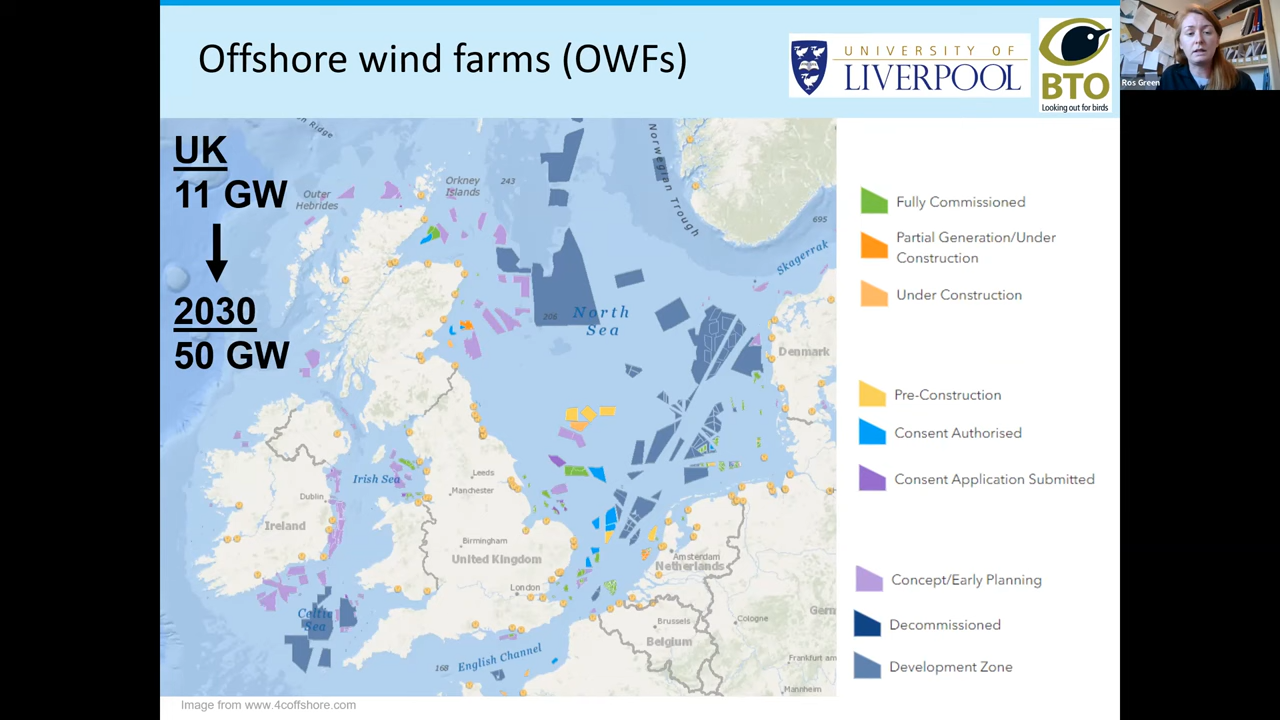 Offshore wind farms (OWFs)
UNIVERSITY OF
LIVERPOOL
BTO
Looking out for birds
Ros Green
UK
11 GW
2030
50 GW
Outer
Hebrides
Orkney
Islands
243
Norwegian Trough
695
Skagerrak
North
Sea
208
Denmark
Irish Sea
Leeds
Manchester
Dublin
Ireland
Birmingham
United Kingdom
London
Amsterdam
Netherlands
Celtic
Sea
Brussels
Belgium
Cologne
Germ
Frankfurt am
Mannheim
168
English Channel
Fully Commissioned
Partial Generation/Under
Construction
Under Construction
Pre-Construction
Consent Authorised
Consent Application Submitted
Concept/Early Planning
Decommissioned
Development Zone
Image from www.4coffshore.com